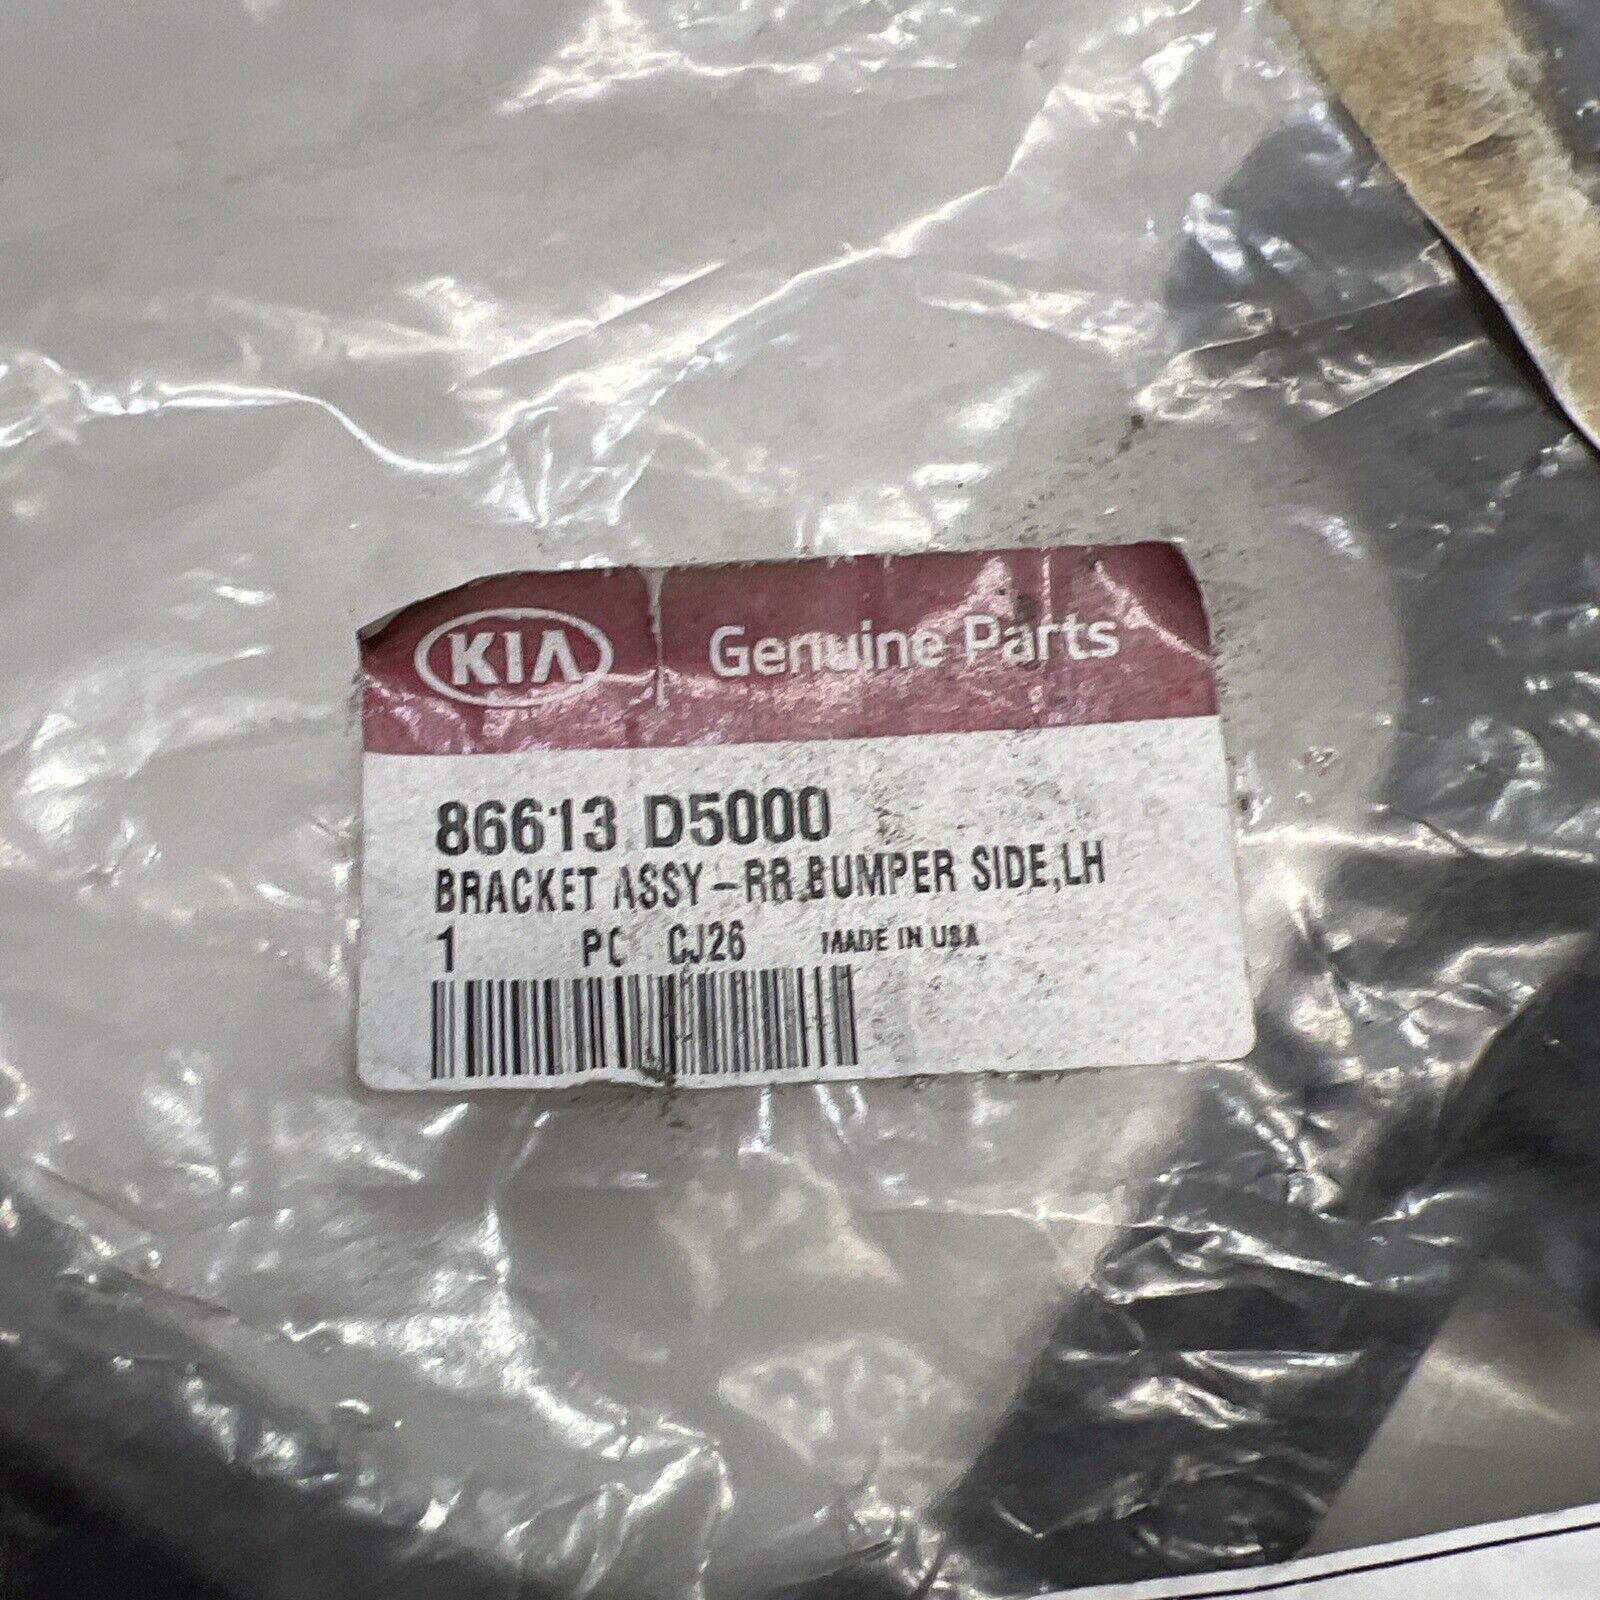 KIA Genuine Parts
86613 D5000
BRACKET ASSY-RR.BUMPER SIDE,LH
1 PC CJ26 MADE IN USA